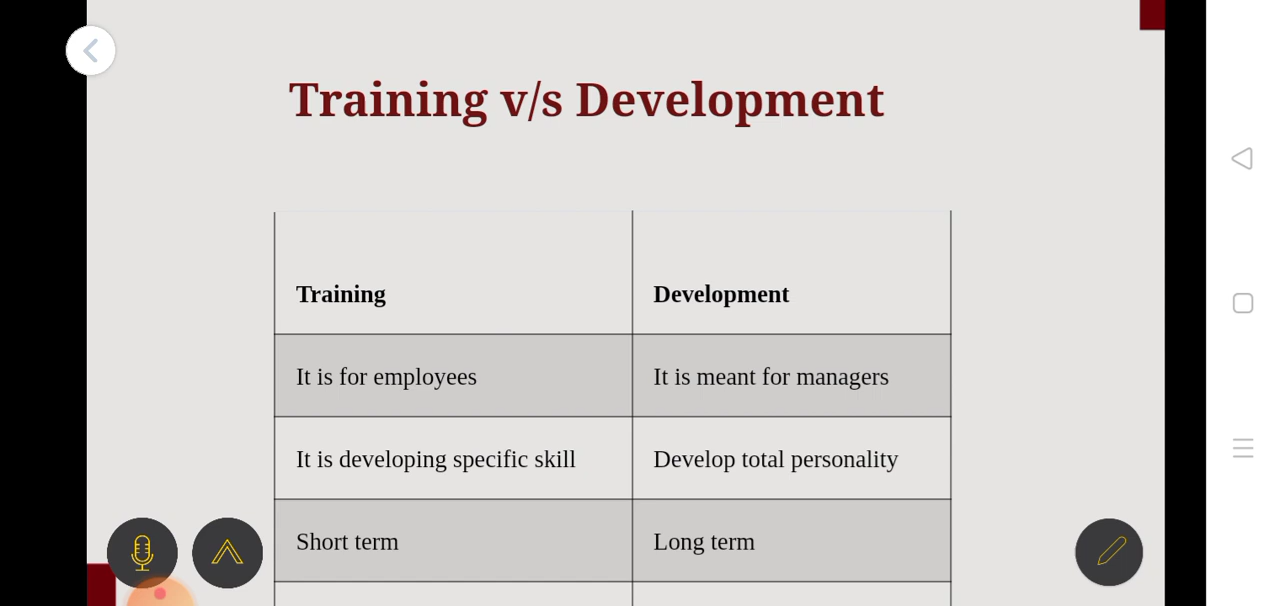 Training v/s Development
Training
Development
It is for employees
It is meant for managers
It is developing specific skill
Develop total personality
Short term
Long term